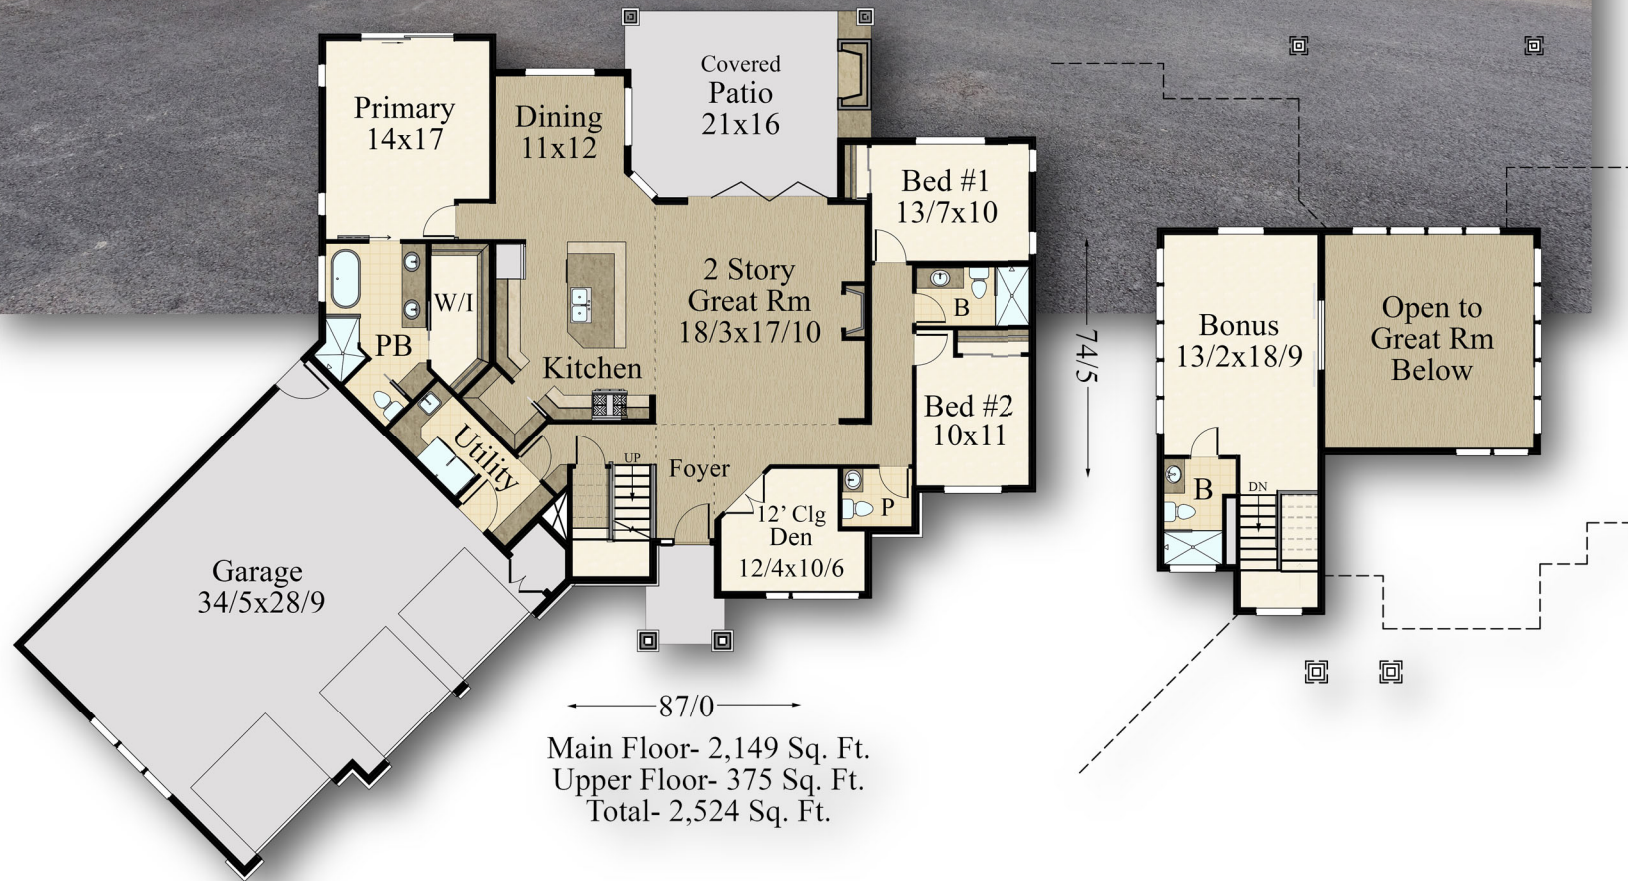 Covered
Patio
21x16
Primary
14x17
Dining
11x12
Bed #1
13/7x10
2 Story
Great Rm
18/3x17/10
W/I
B
PB
Kitchen
74/5
Bed #2
10x11
Utility
UP
Foyer
P
12' Clg
Den
12/4x10/6
Garage
34/5x28/9
87/0
Main Floor- 2,149 Sq. Ft.
Upper Floor- 375 Sq. Ft.
Total- 2,524 Sq. Ft.
Bonus
13/2x18/9
Open to
Great Rm
Below
B
DN